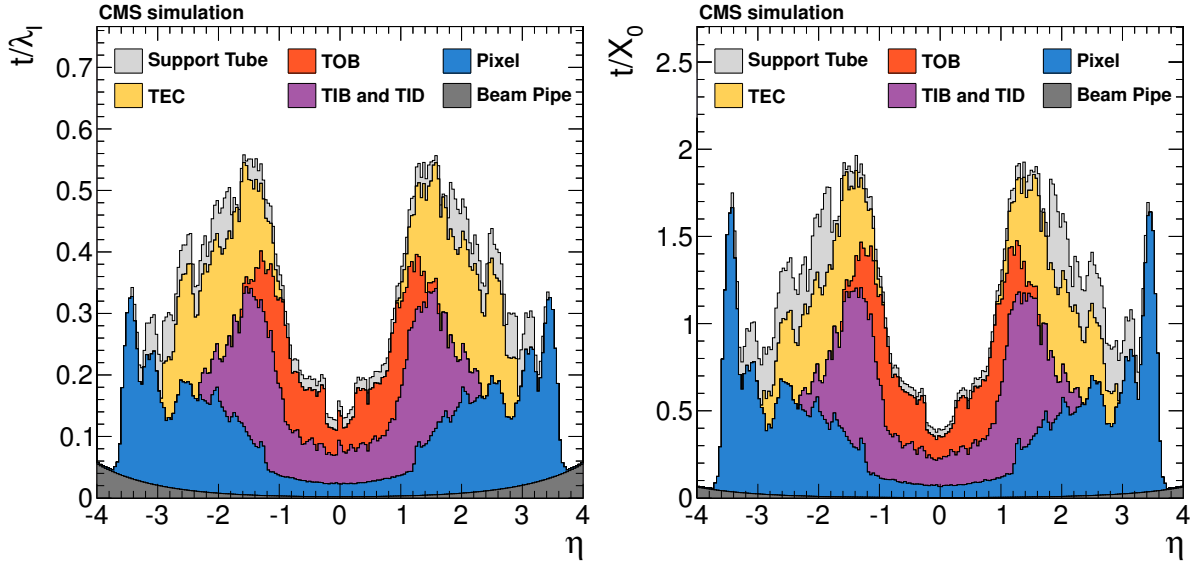 CMS simulation
t/λ_I
Support Tube
TOB
Pixel
TEC
TIB and TID
Beam Pipe
0.7
0.6
0.5
0.4
0.3
0.2
0.1
0
-4 -3 -2 -1 0 1 2 3 4
η
CMS simulation
t/X_0
Support Tube
TOB
Pixel
TEC
TIB and TID
Beam Pipe
2.5
2
1.5
1
0.5
0
-4 -3 -2 -1 0 1 2 3 4
η